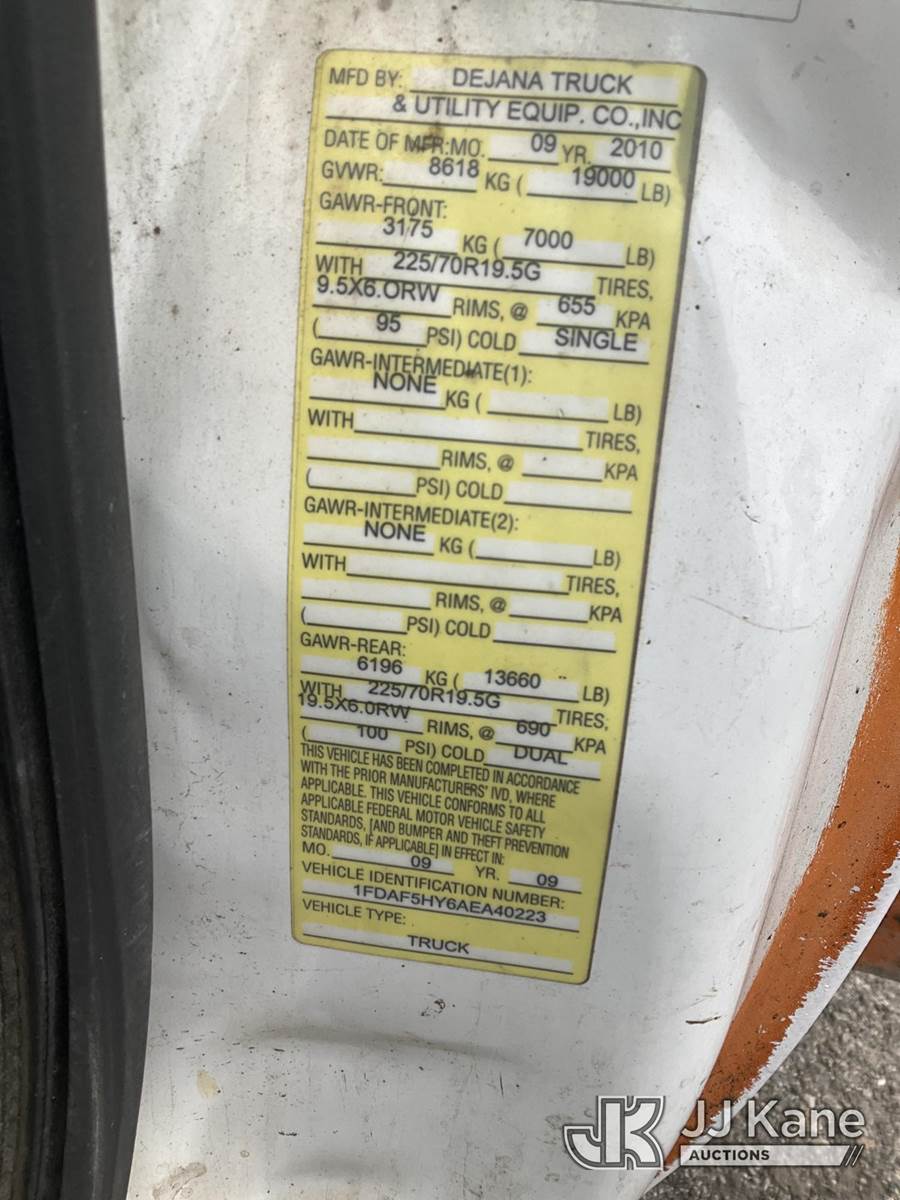 MFD BY: DEJANA TRUCK
& UTILITY EQUIP. CO.,INC
DATE OF MFR:MO. 09 YR. 2010
GVWR: 8618 KG ( 19000 LB)
GAWR-FRONT:
3175 KG ( 7000 LB)
WITH 225/70R19.5G TIRES,
9.5X6.ORW RIMS, @ 655 KPA
( 95 PSI) COLD SINGLE
GAWR-INTERMEDIATE(1):
NONE KG ( LB)
WITH TIRES,
RIMS, @ KPA
( PSI) COLD
GAWR-INTERMEDIATE(2):
NONE KG ( LB)
WITH TIRES,
RIMS, @ KPA
( PSI) COLD
GAWR-REAR:
6196 KG ( 13660 LB)
WITH 225/70R19.5G TIRES,
19.5X6.0RW RIMS, @ 690 KPA
( 100 PSI) COLD DUAL
THIS VEHICLE HAS BEEN COMPLETED IN ACCORDANCE
WITH THE PRIOR MANUFACTURERS' IVD, WHERE
APPLICABLE. THIS VEHICLE CONFORMS TO ALL
APPLICABLE FEDERAL MOTOR VEHICLE SAFETY
STANDARDS, [AND BUMPER AND THEFT PREVENTION
STANDARDS, IF APPLICABLE] IN EFFECT IN:
MO. 09 YR. 09
VEHICLE IDENTIFICATION NUMBER:
1FDAF5HY6AEA40223
VEHICLE TYPE:
TRUCK
JK JJ Kane
AUCTIONS